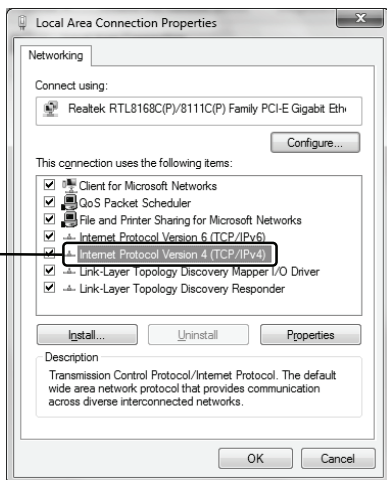 Local Area Connection Properties
Networking
Connect using:
Realtek RTL8168C(P)/8111C(P) Family PCI-E Gigabit Eth
Configure...
This connection uses the following items:
Client for Microsoft Networks
QoS Packet Scheduler
File and Printer Sharing for Microsoft Networks
Internet Protocol Version 6 (TCP/IPv6)
Internet Protocol Version 4 (TCP/IPv4)
Link-Layer Topology Discovery Mapper I/O Driver
Link-Layer Topology Discovery Responder
Install... Uninstall Properties
Description
Transmission Control Protocol/Internet Protocol. The default
wide area network protocol that provides communication
across diverse interconnected networks.
OK Cancel